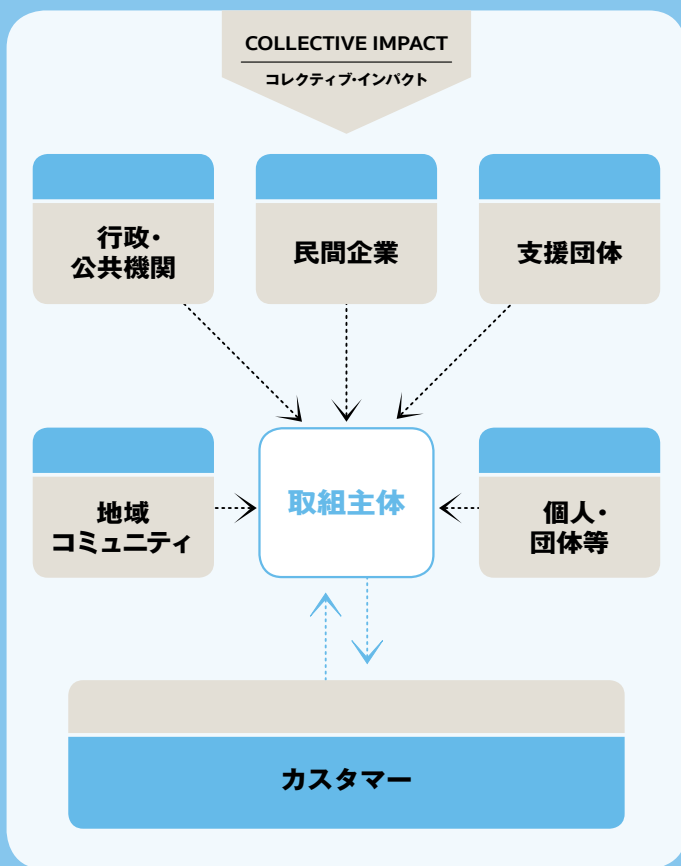 COLLECTIVE IMPACT
コレクティブ・インパクト
行政・
公共機関
民間企業
支援団体
地域
コミュニティ
取組主体
個人・
団体等
カスタマー